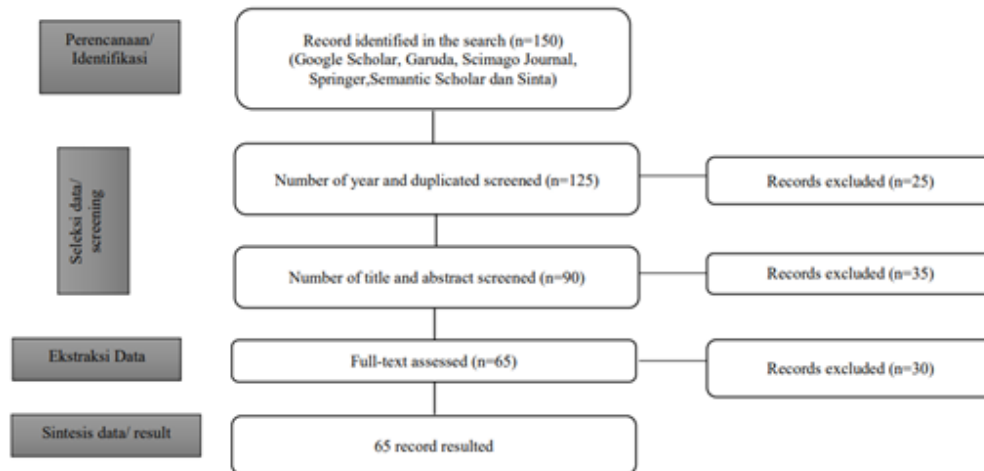 Perencanaan/
Identifikasi
Record identified in the search (n=150)
(Google Scholar, Garuda, Scimago Journal,
Springer,Semantic Scholar dan Sinta)
Seleksi data/
screening
Number of year and duplicated screened (n=125)
Records excluded (n=25)
Number of title and abstract screened (n=90)
Records excluded (n=35)
Ekstraksi Data
Full-text assessed (n=65)
Records excluded (n=30)
Sintesis data/ result
65 record resulted